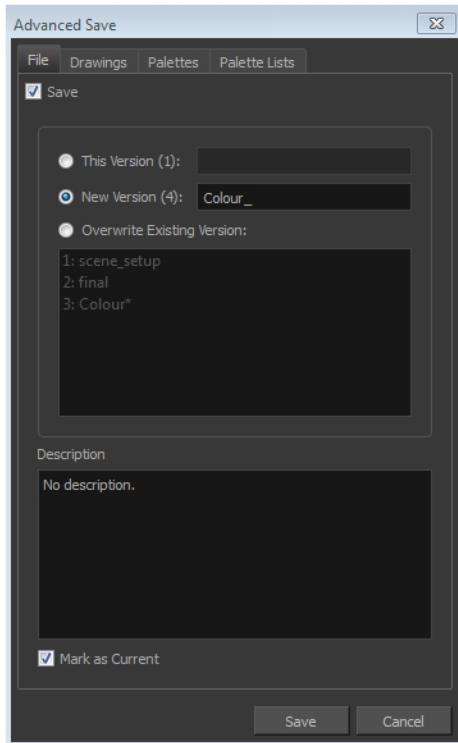 Advanced Save
File Drawings Palettes Palette Lists
Save
This Version (1):
New Version (4): Colour_
Overwrite Existing Version:
1: scene_setup
2: final
3: Colour*
Description
No description.
Mark as Current
Save Cancel